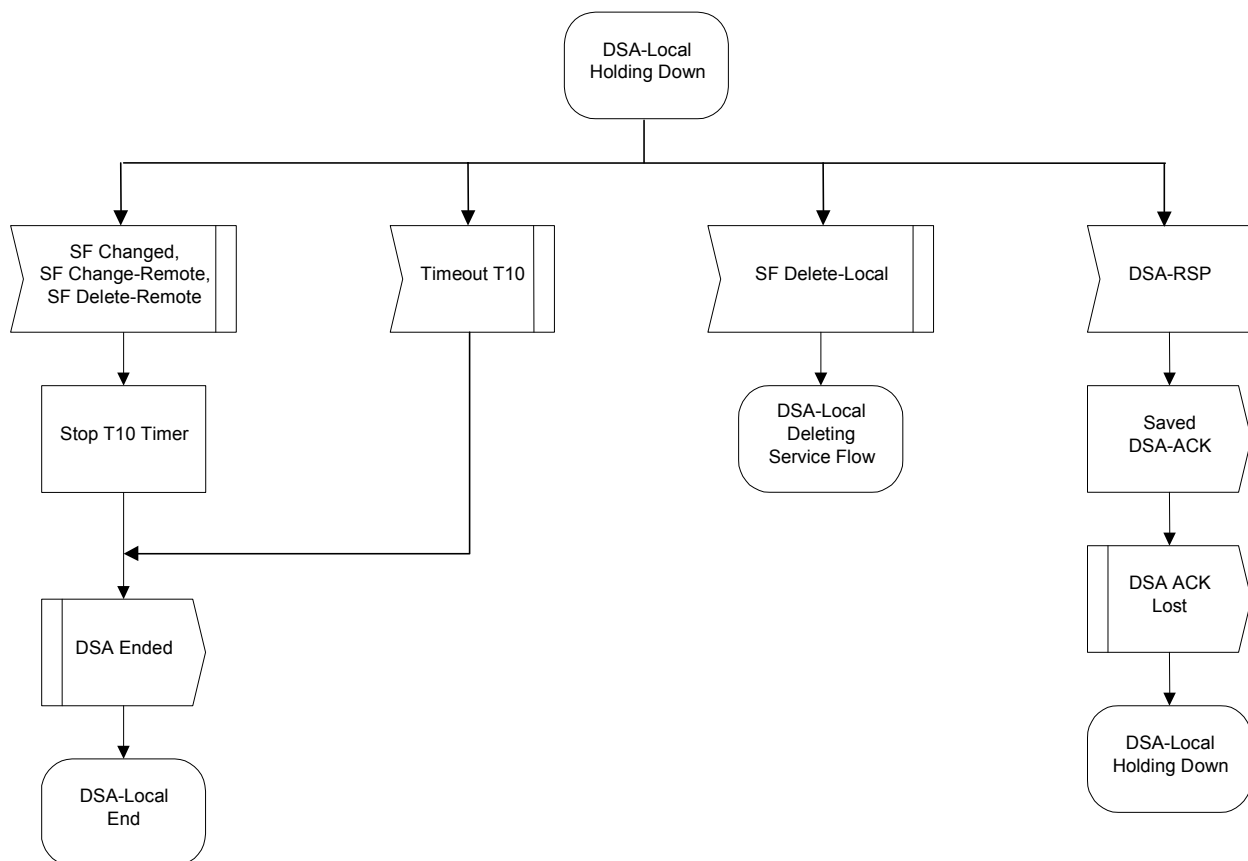 DSA-Local
Holding Down
SF Changed,
SF Change-Remote,
SF Delete-Remote
Timeout T10
SF Delete-Local
DSA-RSP
Stop T10 Timer
DSA-Local
Deleting
Service Flow
Saved
DSA-ACK
DSA Ended
DSA ACK
Lost
DSA-Local
End
DSA-Local
Holding Down